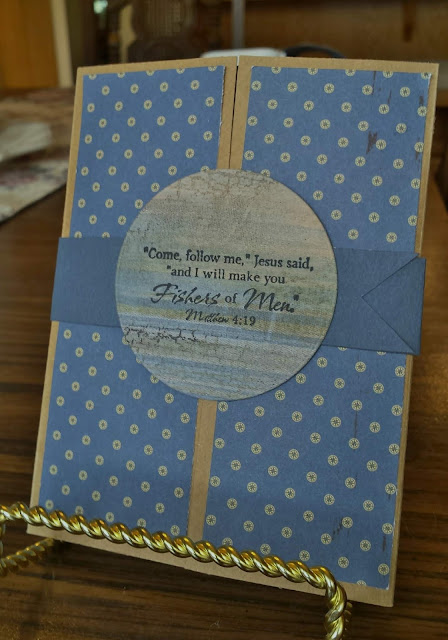 "Come, follow me," Jesus said,
"and I will make you
Fishers of Men."
Matthew 4:19